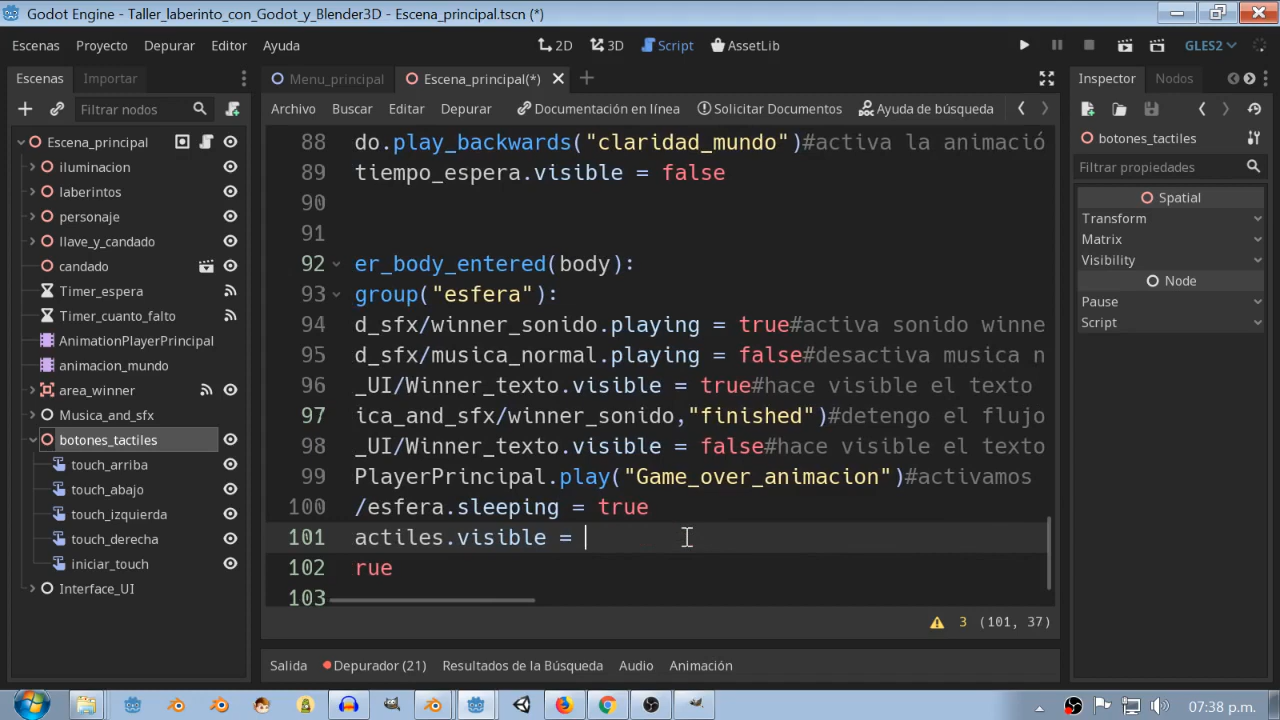 Godot Engine - Taller_laberinto_con_Godot_y_Blender3D - Escena_principal.tscn (*)
Escenas Proyecto Depurar Editor Ayuda 2D 3D Script AssetLib GLES2
Escenas Importar Menu_principal Escena_principal(*) Inspector Nodos
Filtrar nodos Archivo Buscar Editar Depurar Documentación en línea Solicitar Documentos Ayuda de búsqueda
Escena_principal
iluminacion
laberintos
personaje
llave_y_candado
candado
Timer_espera
Timer_cuanto_falto
AnimationPlayerPrincipal
animacion_mundo
area_winner
Musica_and_sfx
botones_tactiles
touch_arriba
touch_abajo
touch_izquierda
touch_derecha
iniciar_touch
Interface_UI
88 do.play_backwards("claridad_mundo")#activa la animació
89 tiempo_espera.visible = false
90
91
92 er_body_entered(body):
93 group("esfera"):
94 d_sfx/winner_sonido.playing = true#activa sonido winne
95 d_sfx/musica_normal.playing = false#desactiva musica n
96 _UI/Winner_texto.visible = true#hace visible el texto
97 ica_and_sfx/winner_sonido,"finished")#detengo el flujo
98 _UI/Winner_texto.visible = false#hace visible el texto
99 PlayerPrincipal.play("Game_over_animacion")#activamos
100 /esfera.sleeping = true
101 actiles.visible =
102 rue
103
3 (101, 37)
botones_tactiles
Filtrar propiedades
Spatial
Transform
Matrix
Visibility
Node
Pause
Script
Salida Depurador (21) Resultados de la Búsqueda Audio Animación
07:38 p.m.